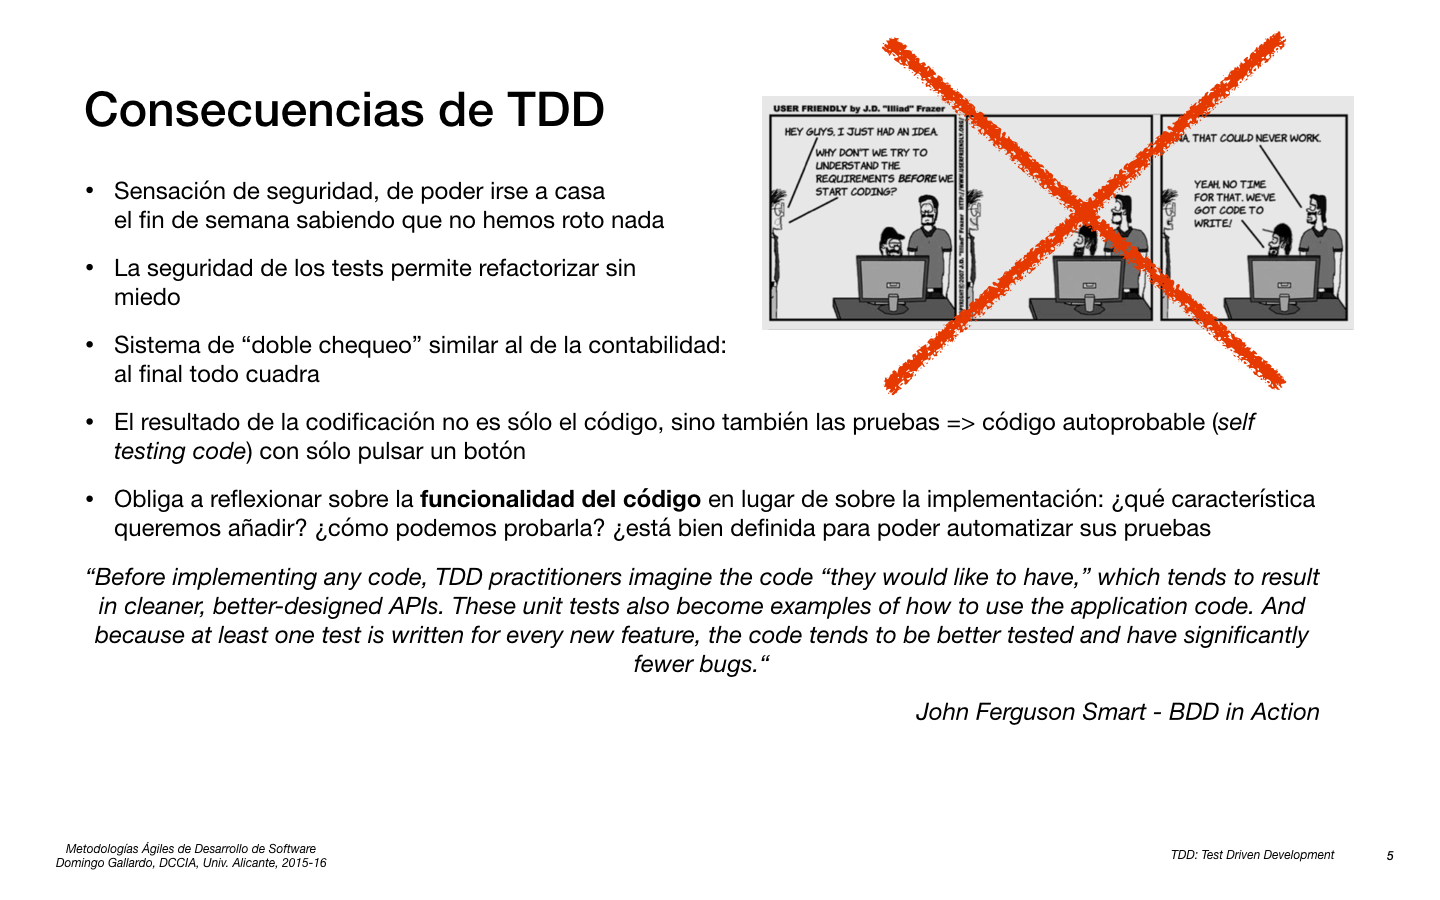 Consecuencias de TDD
USER FRIENDLY by J.D. "Illiad" Frazer
HEY GUYS, I JUST HAD AN IDEA.
WHY DON'T WE TRY TO
UNDERSTAND THE
REQUIREMENTS BEFORE WE
START CODING?
THAT COULD NEVER WORK.
YEAH, NO TIME
FOR THAT. WE'VE
GOT CODE TO
WRITE!
• Sensación de seguridad, de poder irse a casa
el fin de semana sabiendo que no hemos roto nada
• La seguridad de los tests permite refactorizar sin
miedo
• Sistema de “doble chequeo” similar al de la contabilidad:
al final todo cuadra
• El resultado de la codificación no es sólo el código, sino también las pruebas => código autoprobable (self
testing code) con sólo pulsar un botón
• Obliga a reflexionar sobre la funcionalidad del código en lugar de sobre la implementación: ¿qué característica
queremos añadir? ¿cómo podemos probarla? ¿está bien definida para poder automatizar sus pruebas
“Before implementing any code, TDD practitioners imagine the code “they would like to have,” which tends to result
in cleaner, better-designed APIs. These unit tests also become examples of how to use the application code. And
because at least one test is written for every new feature, the code tends to be better tested and have significantly
fewer bugs.“
John Ferguson Smart - BDD in Action
Metodologías Ágiles de Desarrollo de Software
Domingo Gallardo, DCCIA, Univ. Alicante, 2015-16
TDD: Test Driven Development
5